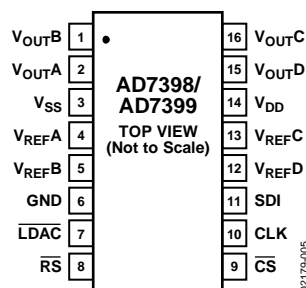 VOUTB 1 16 VOUTC
VOUTA 2 15 VOUTD
VSS 3 14 VDD
VREFA 4 13 VREFC
VREFB 5 12 VREFD
GND 6 11 SDI
LDAC 7 10 CLK
RS 8 9 CS
AD7398/
AD7399
TOP VIEW
(Not to Scale)
02179-005